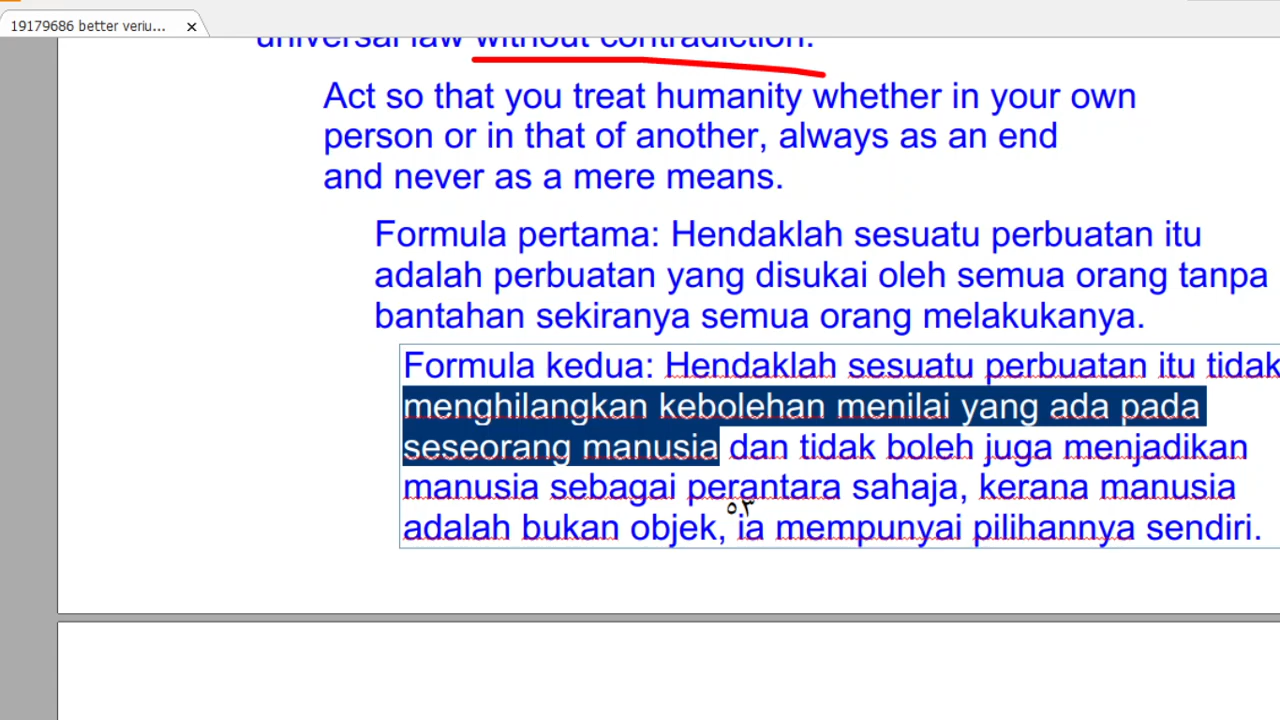 19179686 better veriu...
universal law without contradiction.
Act so that you treat humanity whether in your own
person or in that of another, always as an end
and never as a mere means.
Formula pertama: Hendaklah sesuatu perbuatan itu
adalah perbuatan yang disukai oleh semua orang tanpa
bantahan sekiranya semua orang melakukanya.
Formula kedua: Hendaklah sesuatu perbuatan itu tidak
menghilangkan kebolehan menilai yang ada pada
seseorang manusia dan tidak boleh juga menjadikan
manusia sebagai perantara sahaja, kerana manusia
٥٣
adalah bukan objek, ia mempunyai pilihannya sendiri.